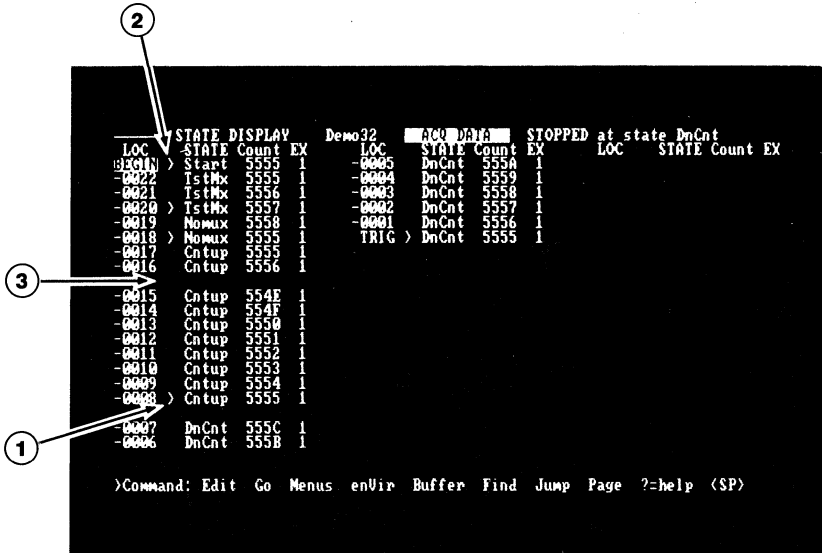 2
STATE DISPLAY Demo32 ACQ DATA STOPPED at state DnCnt
LOC STATE Count EX LOC STATE Count EX LOC STATE Count EX
BEGIN > Start 5555 1 -0005 DnCnt 555A 1
-0022 TstMx 5555 1 -0004 DnCnt 5559 1
-0021 TstMx 5556 1 -0003 DnCnt 5558 1
-0020 > TstMx 5557 1 -0002 DnCnt 5557 1
-0019 Nomux 5558 1 -0001 DnCnt 5556 1
-0018 > Nomux 5555 1 TRIG > DnCnt 5555 1
-0017 Cntup 5555 1
-0016 Cntup 5556 1
3
-0015 Cntup 554E 1
-0014 Cntup 554F 1
-0013 Cntup 5550 1
-0012 Cntup 5551 1
-0011 Cntup 5552 1
-0010 Cntup 5553 1
-0009 Cntup 5554 1
-0008 > Cntup 5555 1
-0007 DnCnt 555C 1
1
-0006 DnCnt 555B 1
>Command: Edit Go Menus enVir Buffer Find Jump Page ?=help <SP>